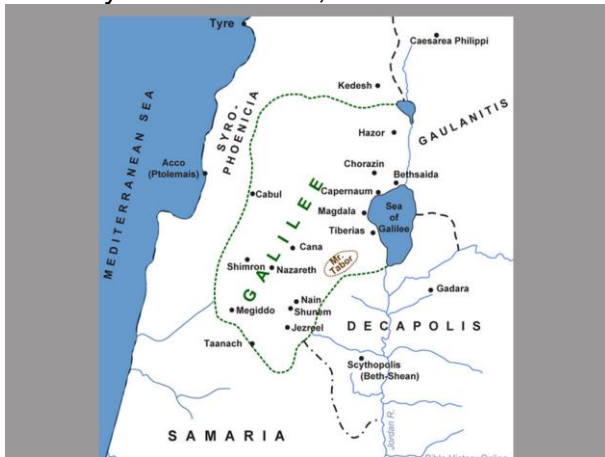 Tyre
Caesarea Philippi
Kedesh
MEDITERRANEAN SEA
SYRO-
PHOENICIA
GAULANITIS
Hazor
Acco
(Ptolemais)
Chorazin
Bethsaida
Cabul
Capernaum
GALILEE
Magdala
Sea
of
Galilee
Tiberias
Cana
Mt.
Tabor
Shimron
Nazareth
Gadara
Nain
Megiddo
Shunem
DECAPOLIS
Jezreel
Taanach
Scythopolis
(Beth-Shean)
Jordan R.
SAMARIA